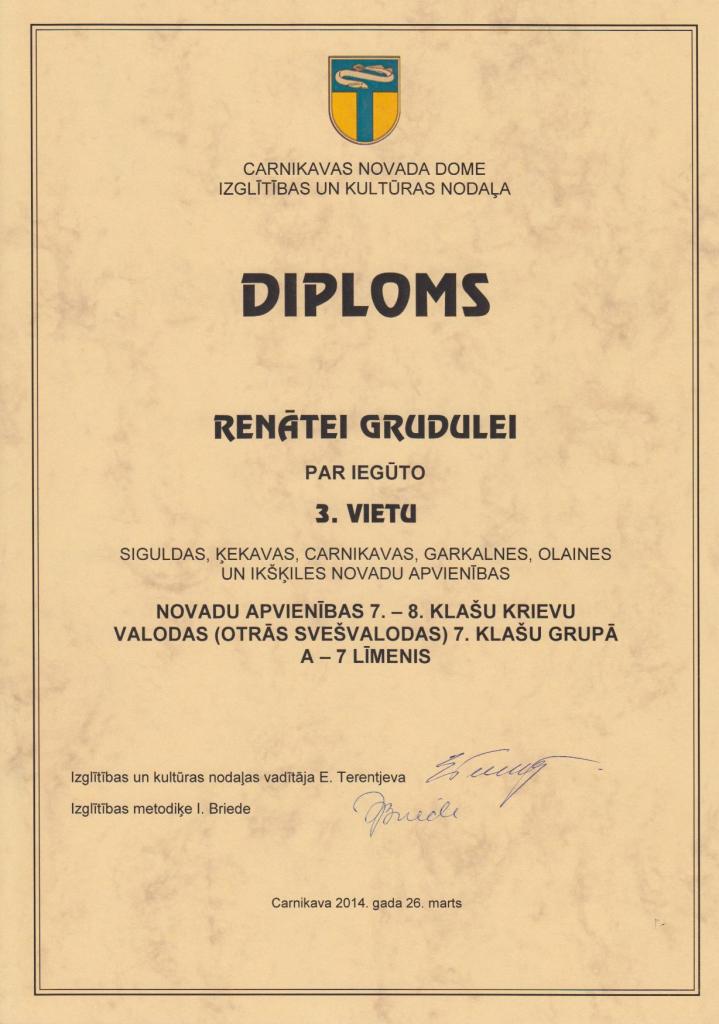 CARNIKAVAS NOVADA DOME
IZGLĪTĪBAS UN KULTŪRAS NODAĻA
DIPLOMS
RENĀTEI GRUDULEI
PAR IEGŪTO
3. VIETU
SIGULDAS, ĶEKAVAS, CARNIKAVAS, GARKALNES, OLAINES
UN IKŠĶILES NOVADU APVIENĪBAS
NOVADU APVIENĪBAS 7. – 8. KLAŠU KRIEVU
VALODAS (OTRĀS SVEŠVALODAS) 7. KLAŠU GRUPĀ
A – 7 LĪMENIS
Izglītības un kultūras nodaļas vadītāja E. Terentjeva
Izglītības metodiķe I. Briede
Carnikava 2014. gada 26. marts